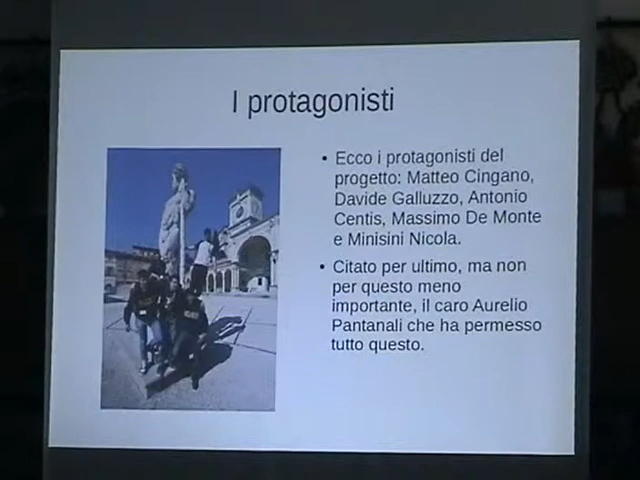 I protagonisti
• Ecco i protagonisti del
progetto: Matteo Cingano,
Davide Galluzzo, Antonio
Centis, Massimo De Monte
e Minisini Nicola.
• Citato per ultimo, ma non
per questo meno
importante, il caro Aurelio
Pantanali che ha permesso
tutto questo.